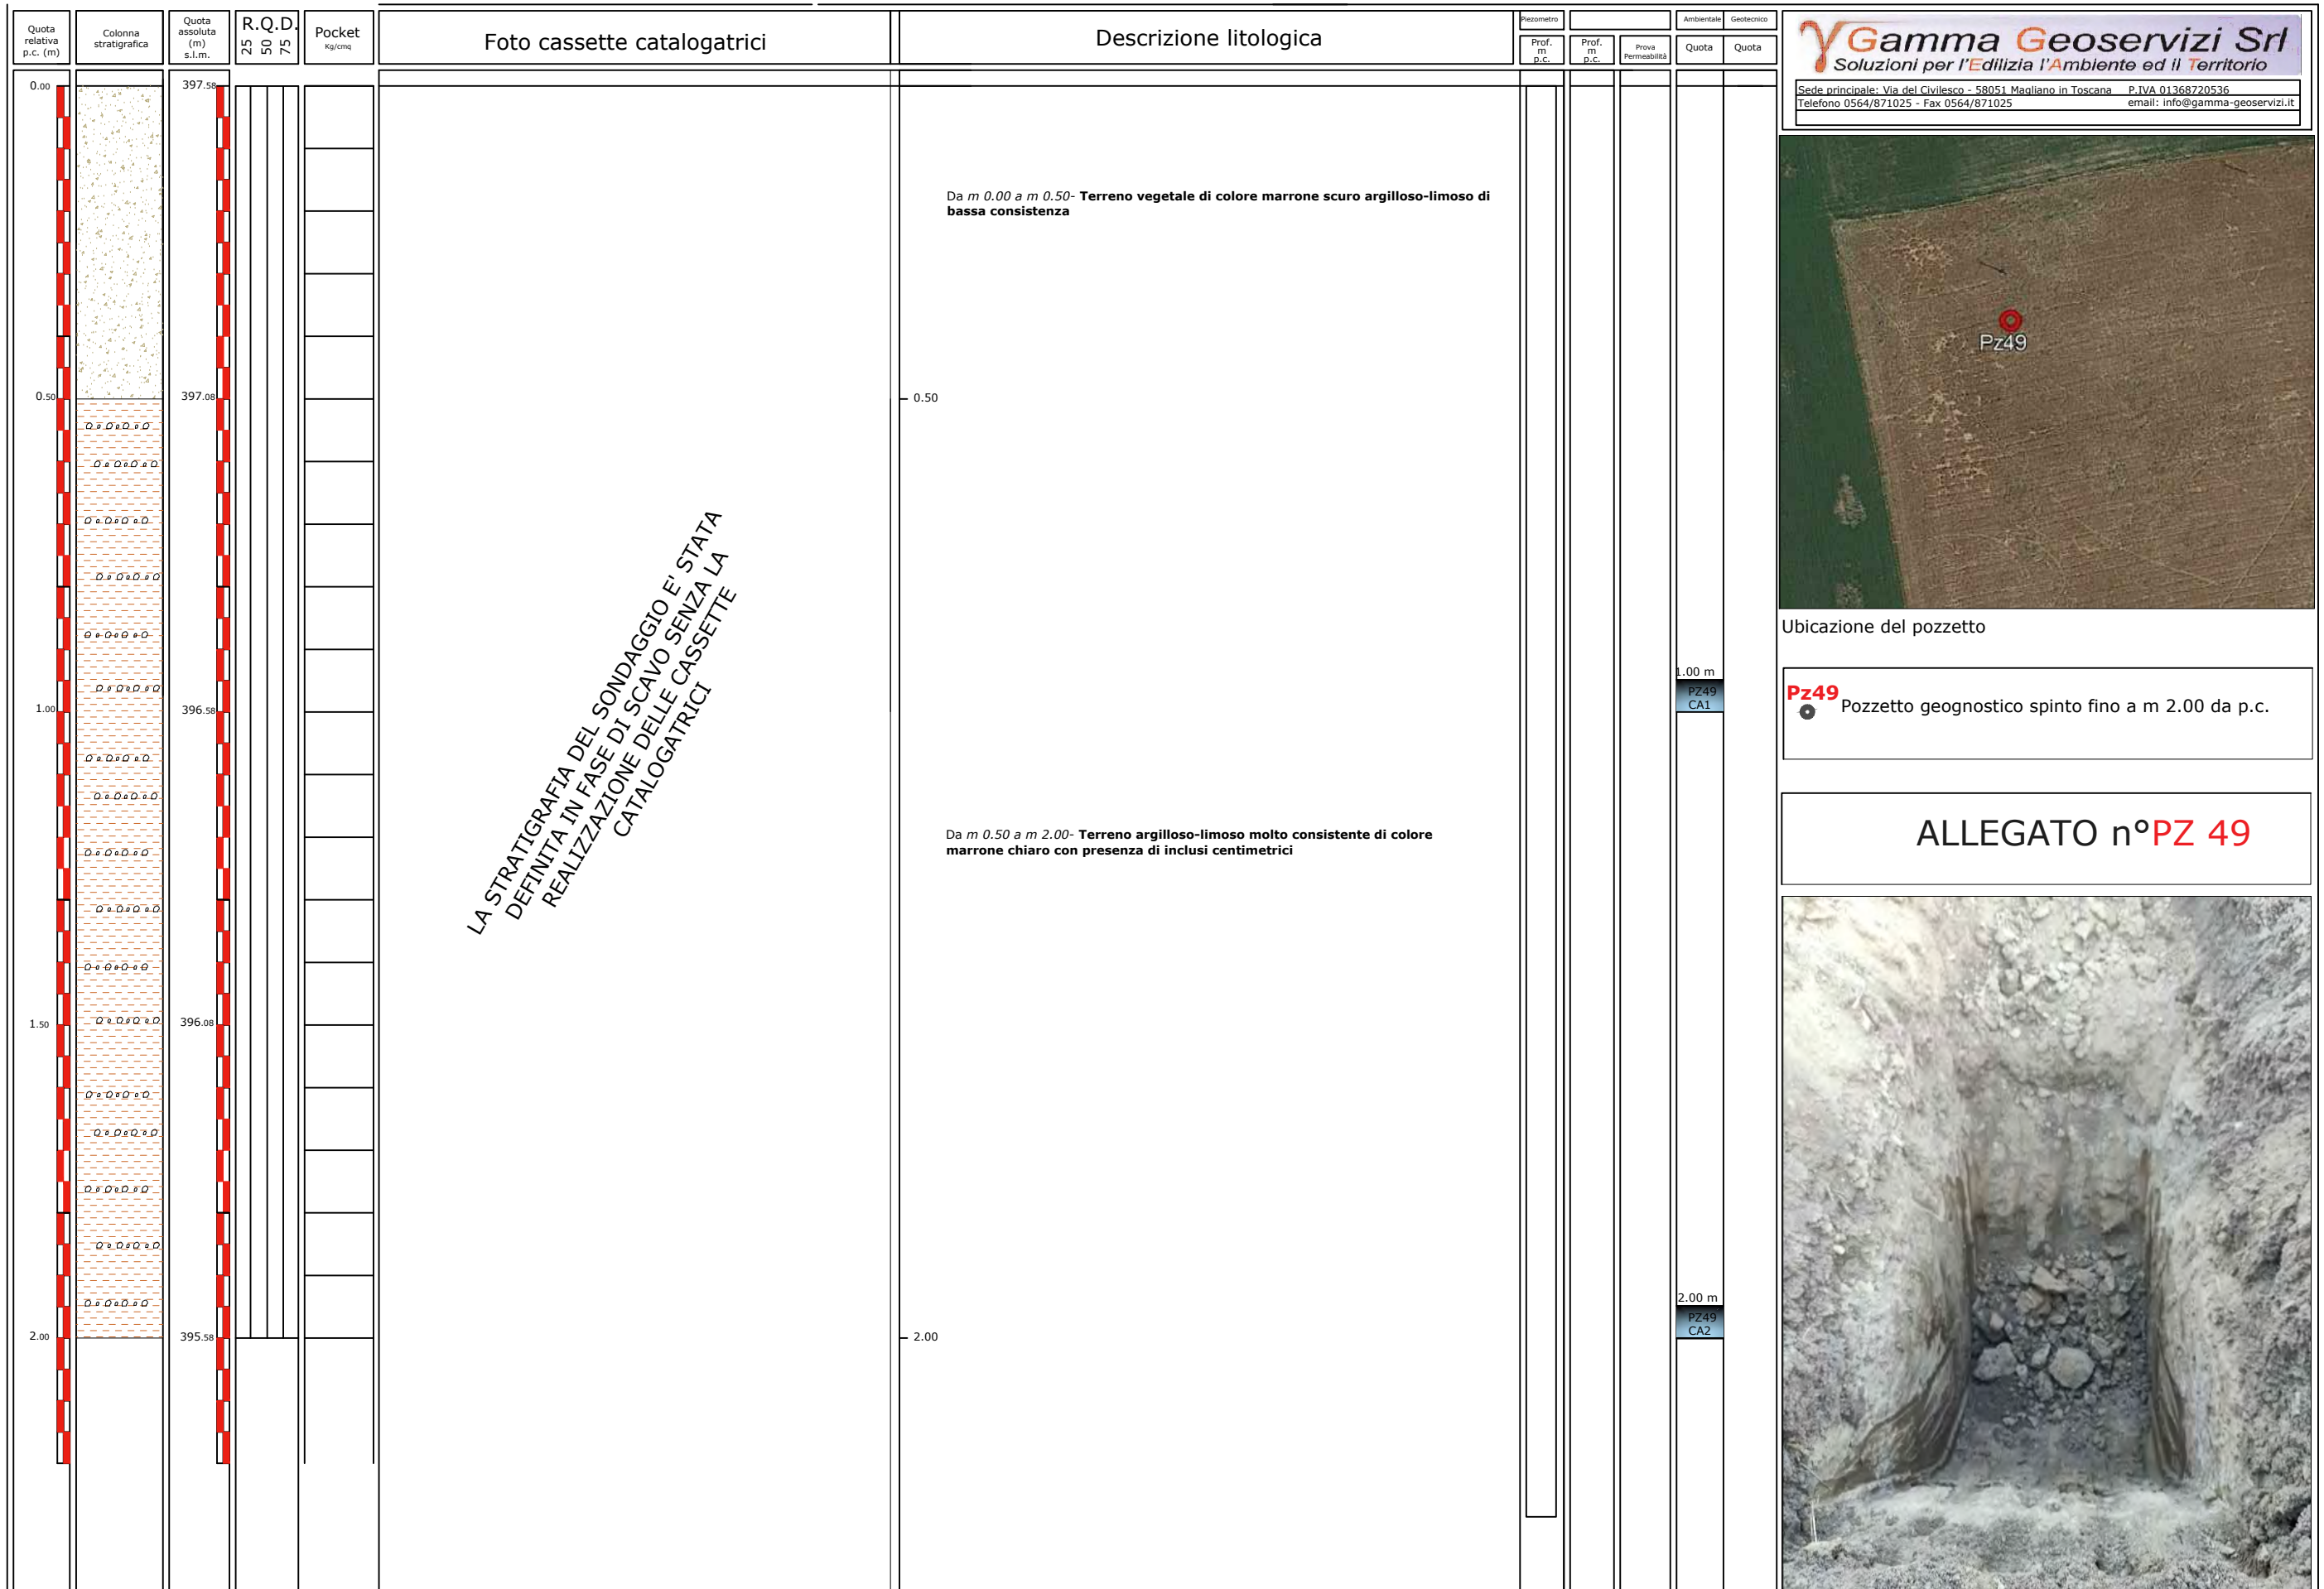 Quota
relativa
p.c. (m)
Colonna
stratigrafica
Quota
assoluta
(m)
s.l.m.
R.Q.D.
25
50
75
Pocket
Kg/cmq
Foto cassette catalogatrici
Descrizione litologica
Piezometro
Prof.
m
p.c.
Prof.
m
p.c.
Prova
Permeabilità
Ambientale
Geotecnico
Quota
Quota
γ Gamma Geoservizi Srl
Soluzioni per l'Edilizia l'Ambiente ed il Territorio
Sede principale: Via del Civilesco - 58051 Magliano in Toscana P.IVA 01368720536
Telefono 0564/871025 - Fax 0564/871025 email: info@gamma-geoservizi.it
0.00
397.58
Da m 0.00 a m 0.50- Terreno vegetale di colore marrone scuro argilloso-limoso di
bassa consistenza
Pz49
0.50
397.08
0.50
LA STRATIGRAFIA DEL SONDAGGIO E' STATA
DEFINITA IN FASE DI SCAVO SENZA LA
REALIZZAZIONE DELLE CASSETTE
CATALOGATRICI
Ubicazione del pozzetto
1.00 m
PZ49
CA1
Pz49
Pozzetto geognostico spinto fino a m 2.00 da p.c.
1.00
396.58
Da m 0.50 a m 2.00- Terreno argilloso-limoso molto consistente di colore
marrone chiaro con presenza di inclusi centimetrici
ALLEGATO n°PZ 49
1.50
396.08
2.00 m
PZ49
CA2
2.00
395.58
2.00